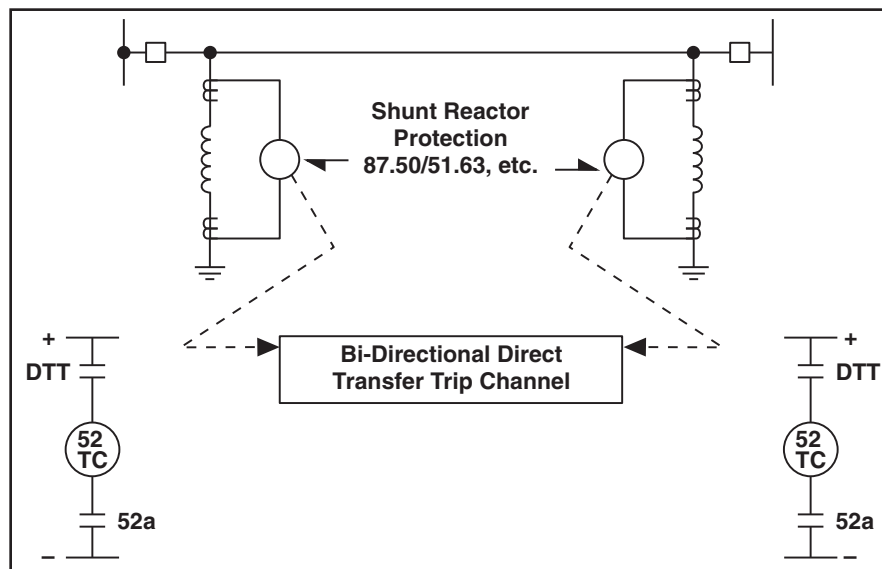 Shunt Reactor
Protection
87.50/51.63, etc.
+
DTT
52
TC
52a
–
Bi-Directional Direct
Transfer Trip Channel
+
DTT
52
TC
52a
–